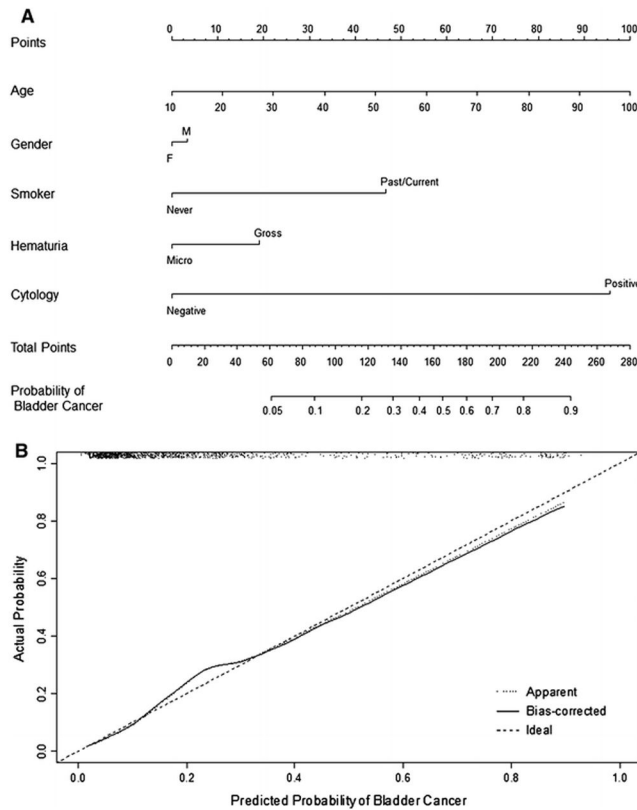 A
Points
0 10 20 30 40 50 60 70 80 90 100
Age
10 20 30 40 50 60 70 80 90 100
Gender
M
F
Smoker
Past/Current
Never
Hematuria
Gross
Micro
Cytology
Positive
Negative
Total Points
0 20 40 60 80 100 120 140 160 180 200 220 240 260 280
Probability of
Bladder Cancer
0.05 0.1 0.2 0.3 0.4 0.5 0.6 0.7 0.8 0.9
B
Actual Probability
1.0
0.8
0.6
0.4
0.2
0.0
Apparent
Bias-corrected
Ideal
0.0 0.2 0.4 0.6 0.8 1.0
Predicted Probability of Bladder Cancer